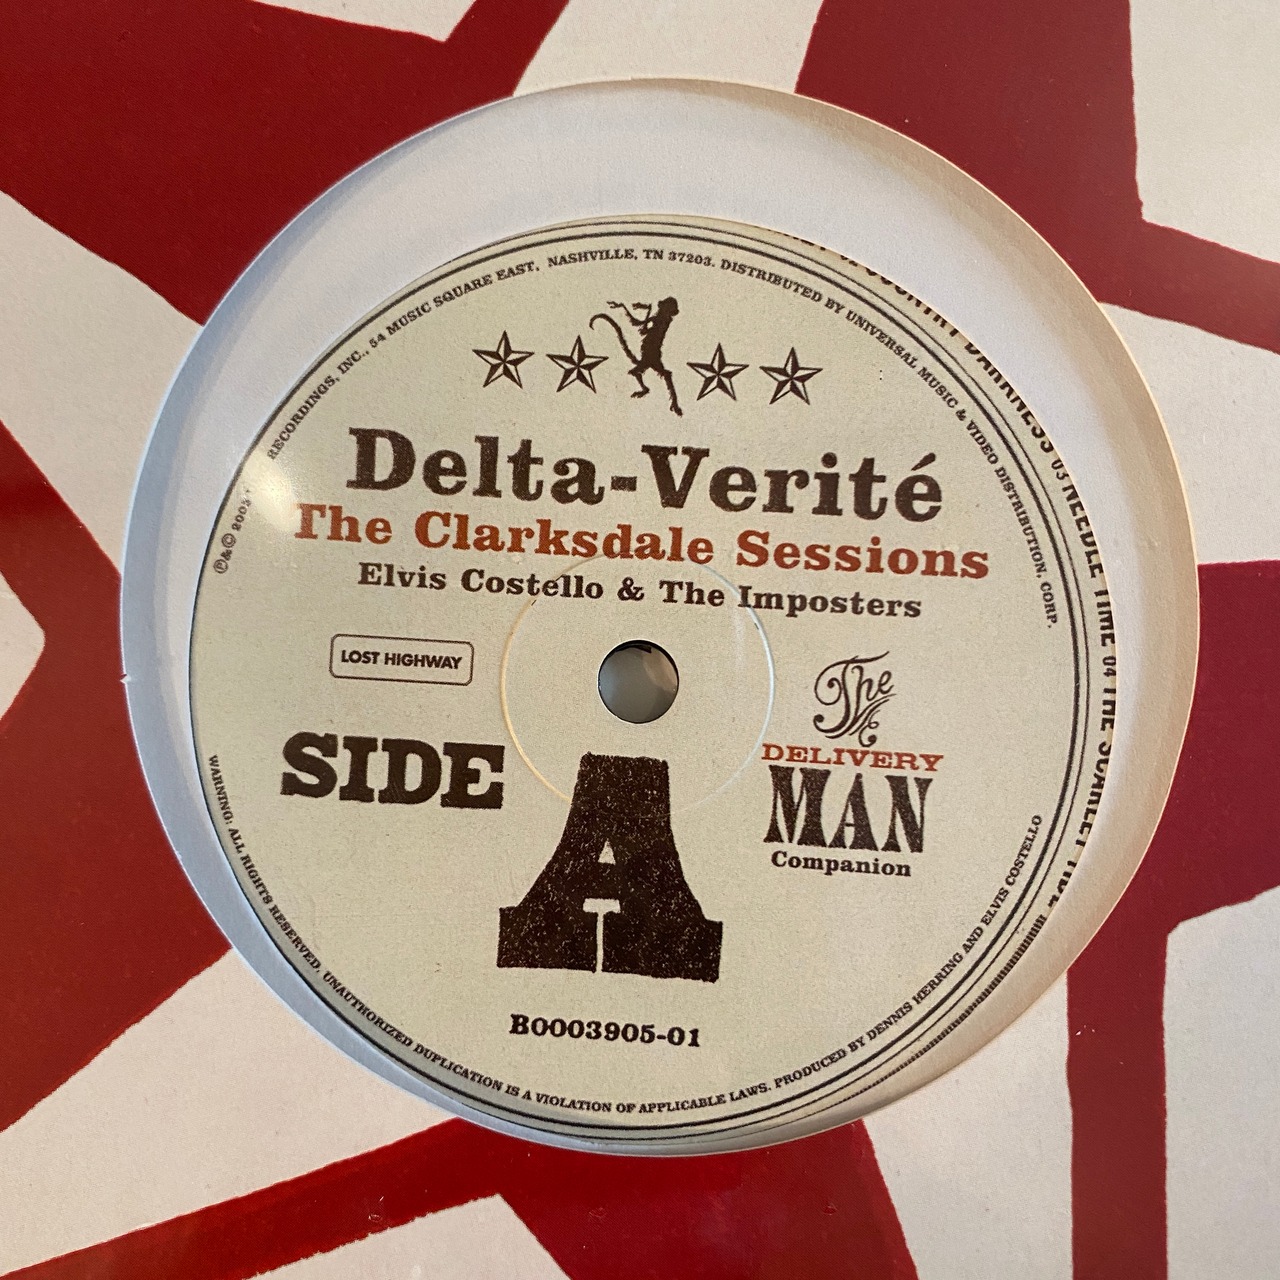 RECORDINGS, INC., 54 MUSIC SQUARE EAST, NASHVILLE, TN 37203. DISTRIBUTED BY UNIVERSAL MUSIC & VIDEO DISTRIBUTION, CORP.
Delta-Verité
The Clarksdale Sessions
Elvis Costello & The Imposters
LOST HIGHWAY
The
DELIVERY
MAN
Companion
SIDE
A
B0003905-01
WARNING: ALL RIGHTS RESERVED. UNAUTHORIZED DUPLICATION IS A VIOLATION OF APPLICABLE LAWS. PRODUCED BY DENNIS HERRING AND ELVIS COSTELLO
COUNTRY DARKNESS 03 NEEDLE TIME 04 THE SCARLET TIDE